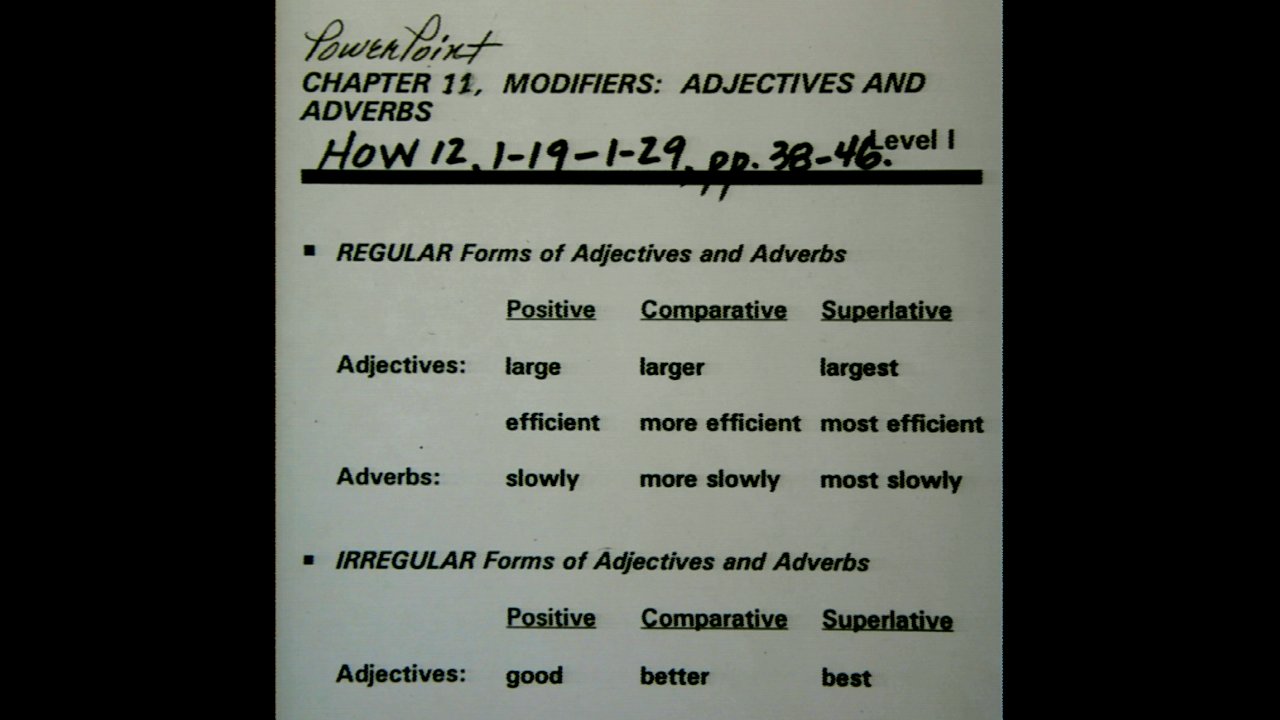 PowerPoint
CHAPTER 11, MODIFIERS: ADJECTIVES AND
ADVERBS
Level I
HOW 12, 1-19-1-29, pp. 38-46.
■ REGULAR Forms of Adjectives and Adverbs
Positive Comparative Superlative
Adjectives: large larger largest
efficient more efficient most efficient
Adverbs: slowly more slowly most slowly
■ IRREGULAR Forms of Adjectives and Adverbs
Positive Comparative Superlative
Adjectives: good better best